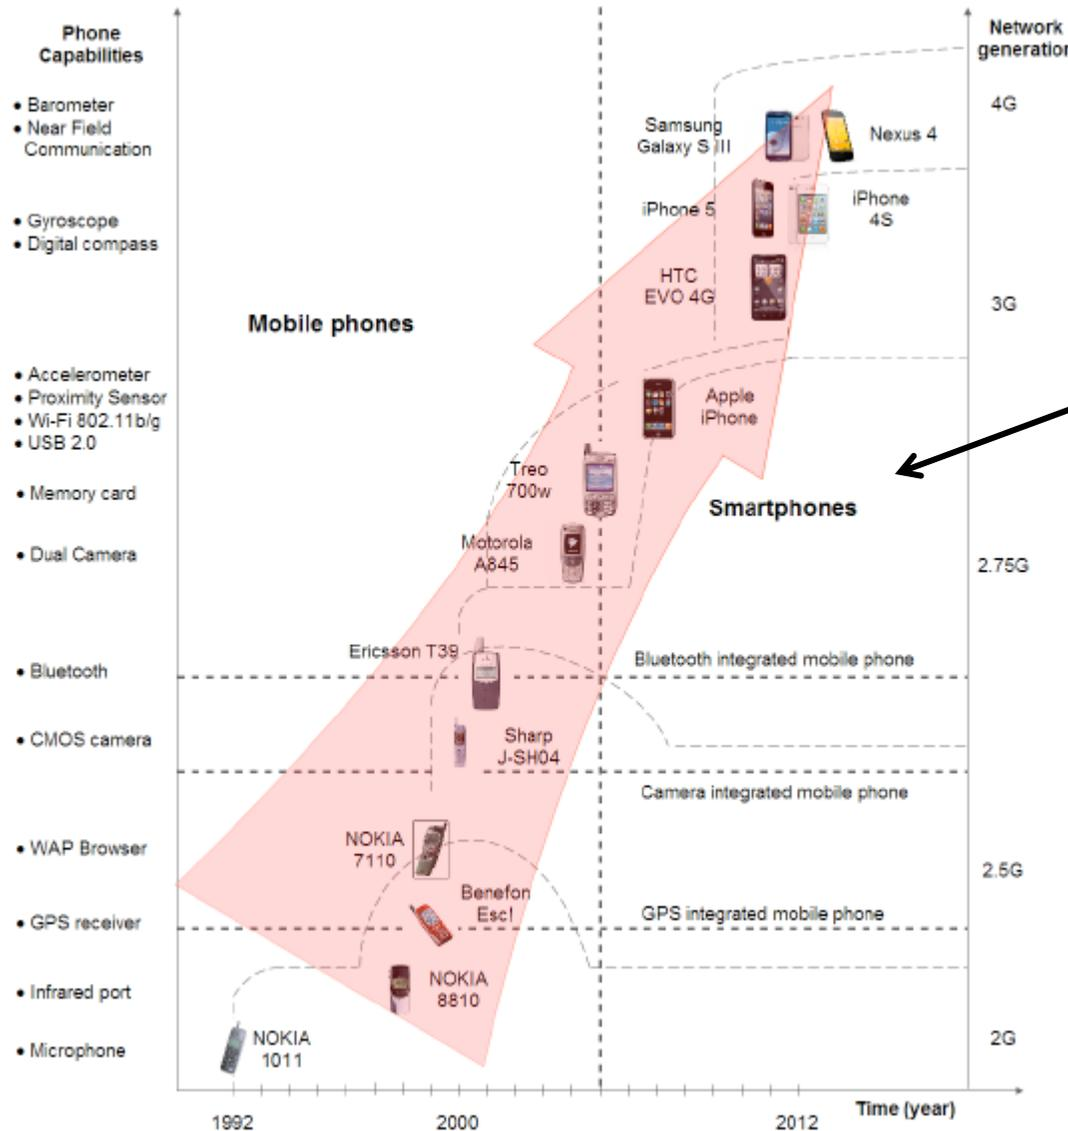 Phone
Capabilities
• Barometer
• Near Field
Communication
• Gyroscope
• Digital compass
• Accelerometer
• Proximity Sensor
• Wi-Fi 802.11b/g
• USB 2.0
• Memory card
• Dual Camera
• Bluetooth
• CMOS camera
• WAP Browser
• GPS receiver
• Infrared port
• Microphone
Mobile phones
Smartphones
Samsung
Galaxy S III
Nexus 4
iPhone 5
iPhone
4S
HTC
EVO 4G
Apple
iPhone
Treo
700w
Motorola
A845
Ericsson T39
Sharp
J-SH04
NOKIA
7110
Benefon
Esc!
NOKIA
8810
NOKIA
1011
Bluetooth integrated mobile phone
Camera integrated mobile phone
GPS integrated mobile phone
Network
generation
4G
3G
2.75G
2.5G
2G
1992
2000
2012
Time (year)